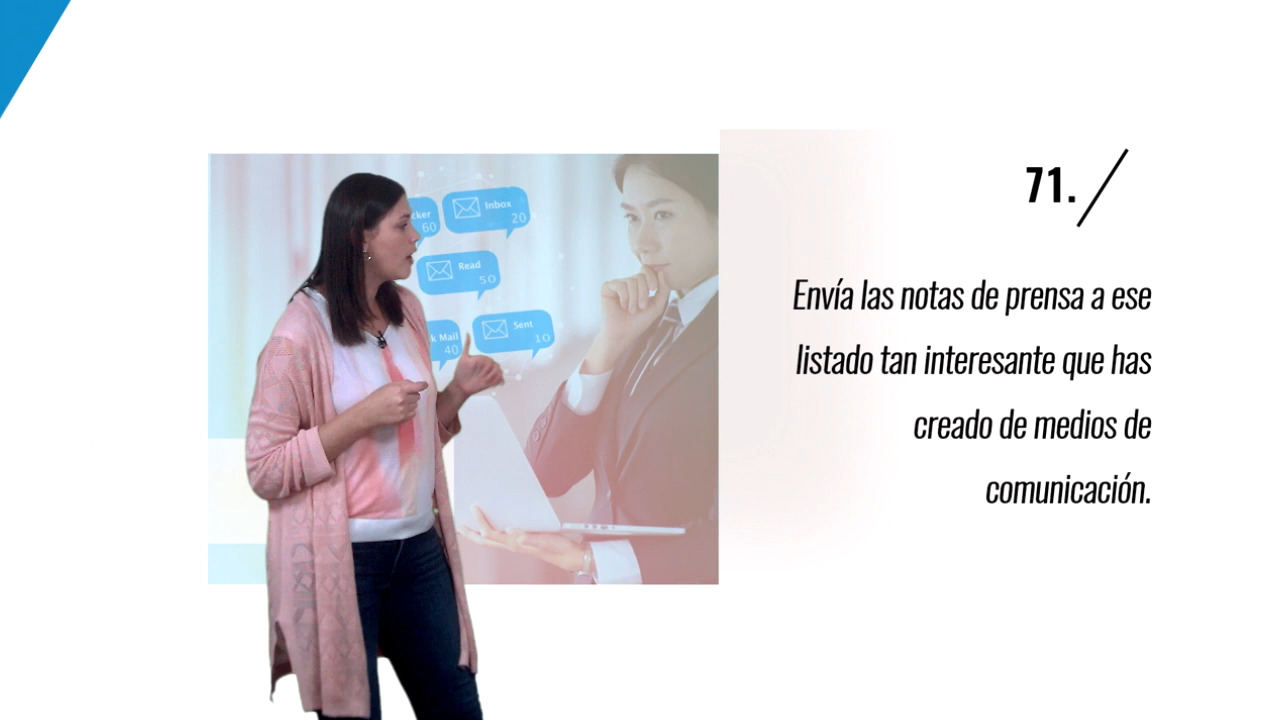 71.
Envía las notas de prensa a ese
listado tan interesante que has
creado de medios de
comunicación.
Inbox
20
60
Read
50
Sent
10
Mail
40